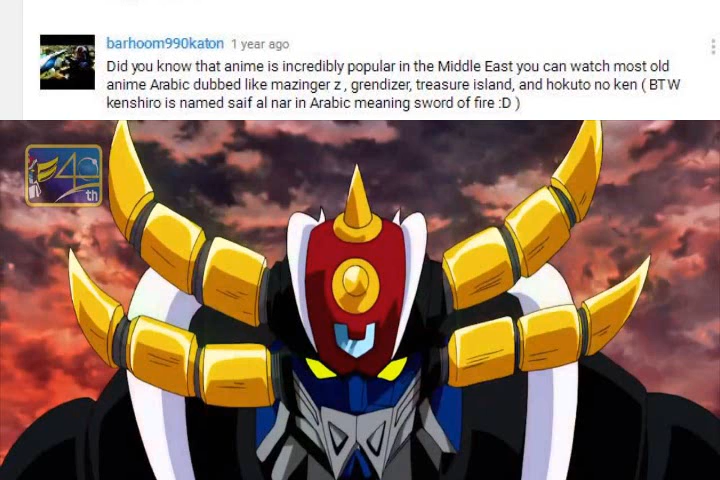 barhoom990katon 1 year ago
Did you know that anime is incredibly popular in the Middle East you can watch most old
anime Arabic dubbed like mazinger z , grendizer, treasure island, and hokuto no ken ( BTW
kenshiro is named saif al nar in Arabic meaning sword of fire :D )
40
th